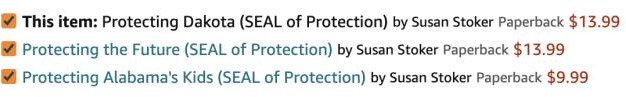 This item: Protecting Dakota (SEAL of Protection) by Susan Stoker Paperback $13.99
Protecting the Future (SEAL of Protection) by Susan Stoker Paperback $13.99
Protecting Alabama's Kids (SEAL of Protection) by Susan Stoker Paperback $9.99